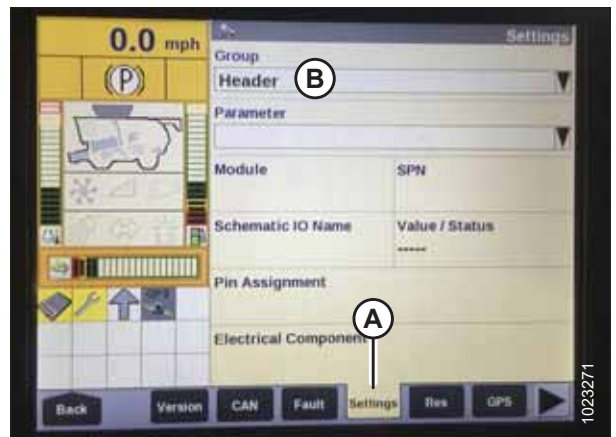 0.0 mph
Settings
Group
(P)
Header
B
Parameter
Module
SPN
Schematic IO Name
Value / Status
-----
Pin Assignment
A
Electrical Component
Back
Version
CAN
Fault
Settings
Res
GPS
1023271